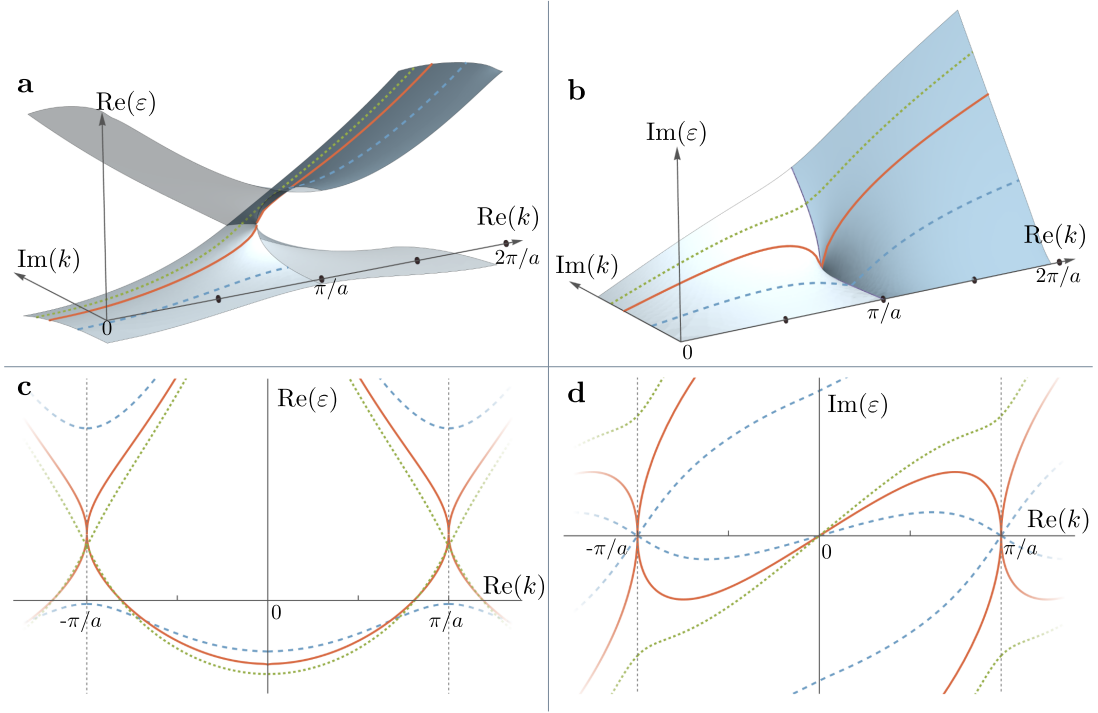 a
Re(ε)
Im(k)
Re(k)
0
π/a
2π/a
b
Im(ε)
Im(k)
Re(k)
0
π/a
2π/a
c
Re(ε)
Re(k)
-π/a
0
π/a
d
Im(ε)
Re(k)
-π/a
0
π/a